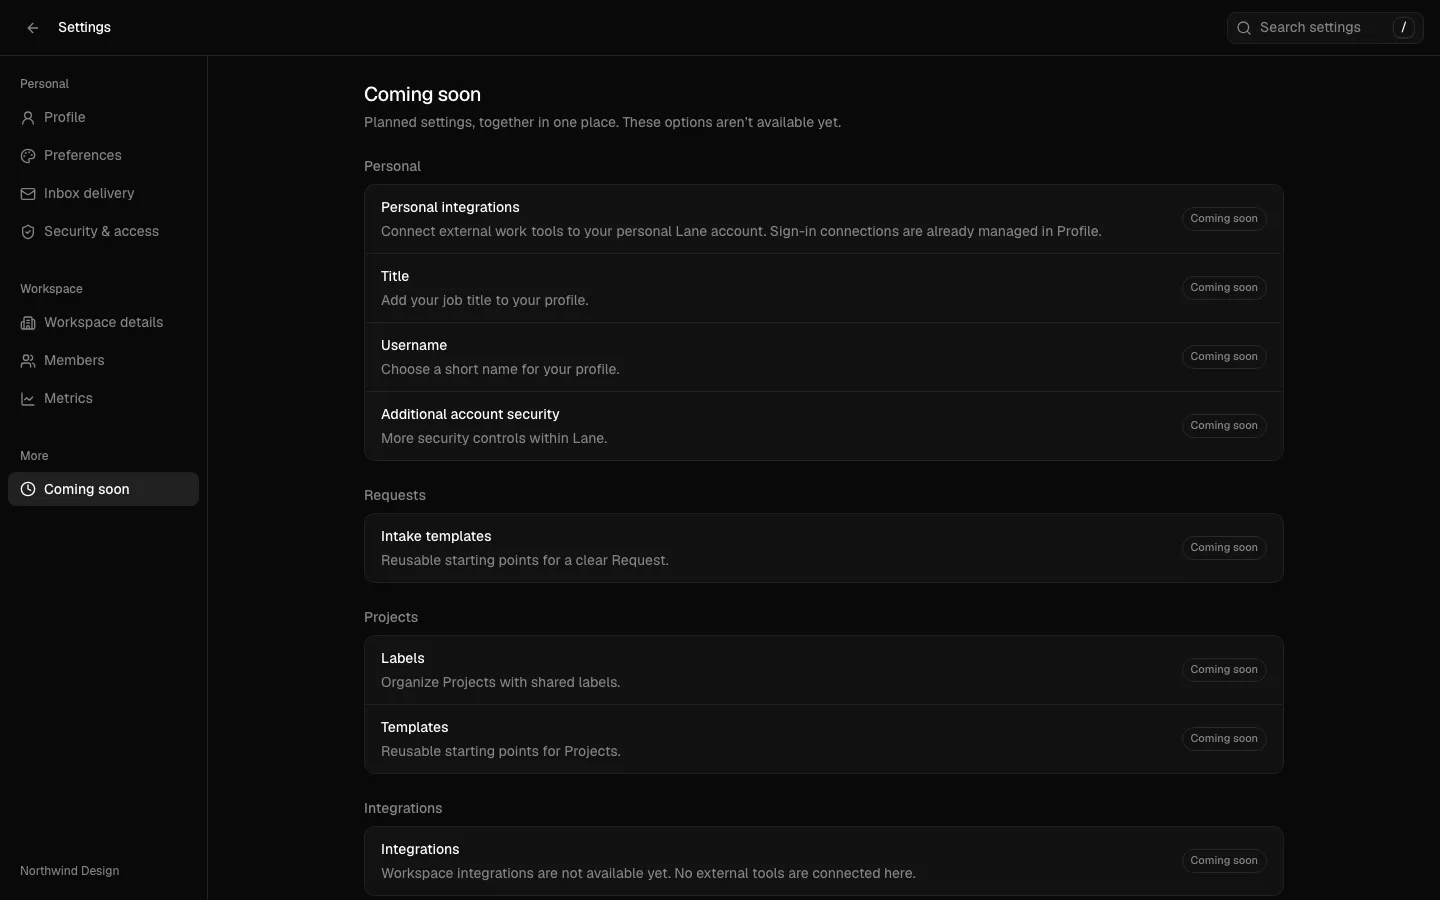 Settings
Search settings /
Personal
Profile
Preferences
Inbox delivery
Security & access
Workspace
Workspace details
Members
Metrics
More
Coming soon
Northwind Design
Coming soon
Planned settings, together in one place. These options aren't available yet.
Personal
Personal integrations
Connect external work tools to your personal Lane account. Sign-in connections are already managed in Profile.
Coming soon
Title
Add your job title to your profile.
Coming soon
Username
Choose a short name for your profile.
Coming soon
Additional account security
More security controls within Lane.
Coming soon
Requests
Intake templates
Reusable starting points for a clear Request.
Coming soon
Projects
Labels
Organize Projects with shared labels.
Coming soon
Templates
Reusable starting points for Projects.
Coming soon
Integrations
Integrations
Workspace integrations are not available yet. No external tools are connected here.
Coming soon